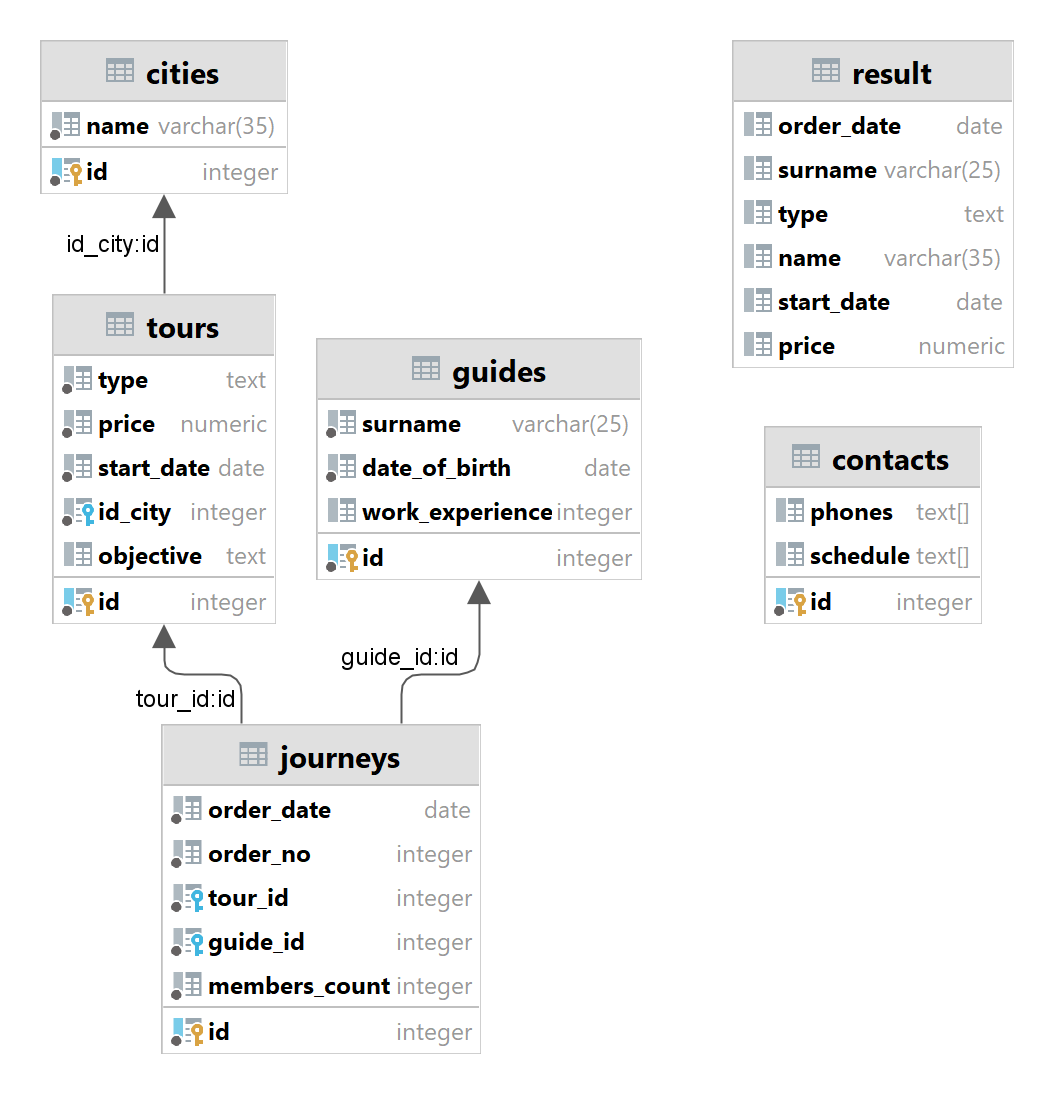 cities
name varchar(35)
id integer
id_city:id
tours
type text
price numeric
start_date date
id_city integer
objective text
id integer
guides
surname varchar(25)
date_of_birth date
work_experience integer
id integer
tour_id:id
guide_id:id
journeys
order_date date
order_no integer
tour_id integer
guide_id integer
members_count integer
id integer
result
order_date date
surname varchar(25)
type text
name varchar(35)
start_date date
price numeric
contacts
phones text[]
schedule text[]
id integer